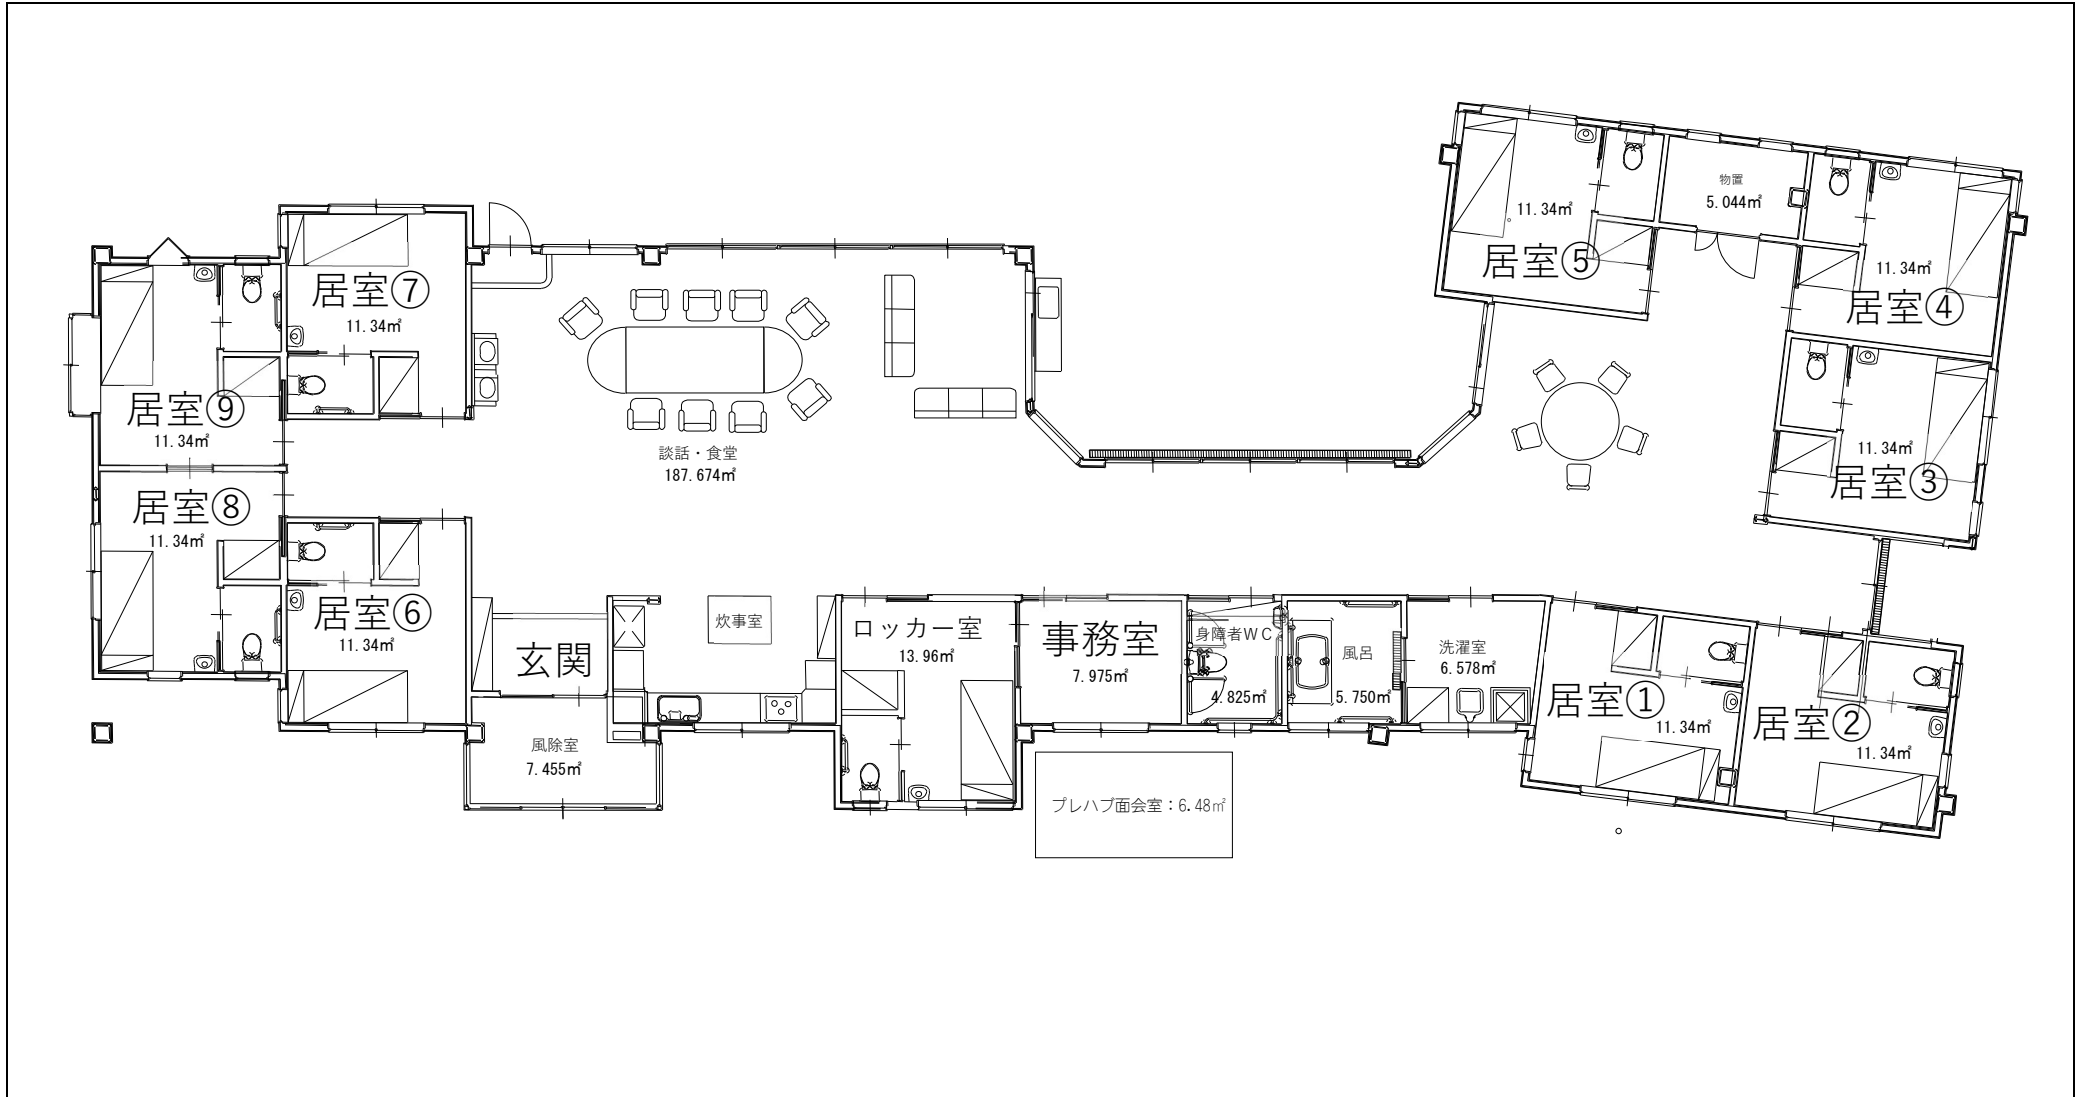 居室⑤
11.34㎡
物置
5.044㎡
居室④
11.34㎡
居室③
11.34㎡
居室⑦
11.34㎡
居室⑨
11.34㎡
談話・食堂
187.674㎡
居室⑧
11.34㎡
居室⑥
11.34㎡
玄関
風除室
7.455㎡
炊事室
ロッカー室
13.96㎡
事務室
7.975㎡
身障者WC
4.825㎡
風呂
5.750㎡
洗濯室
6.578㎡
居室①
11.34㎡
居室②
11.34㎡
プレハブ面会室：6.48㎡